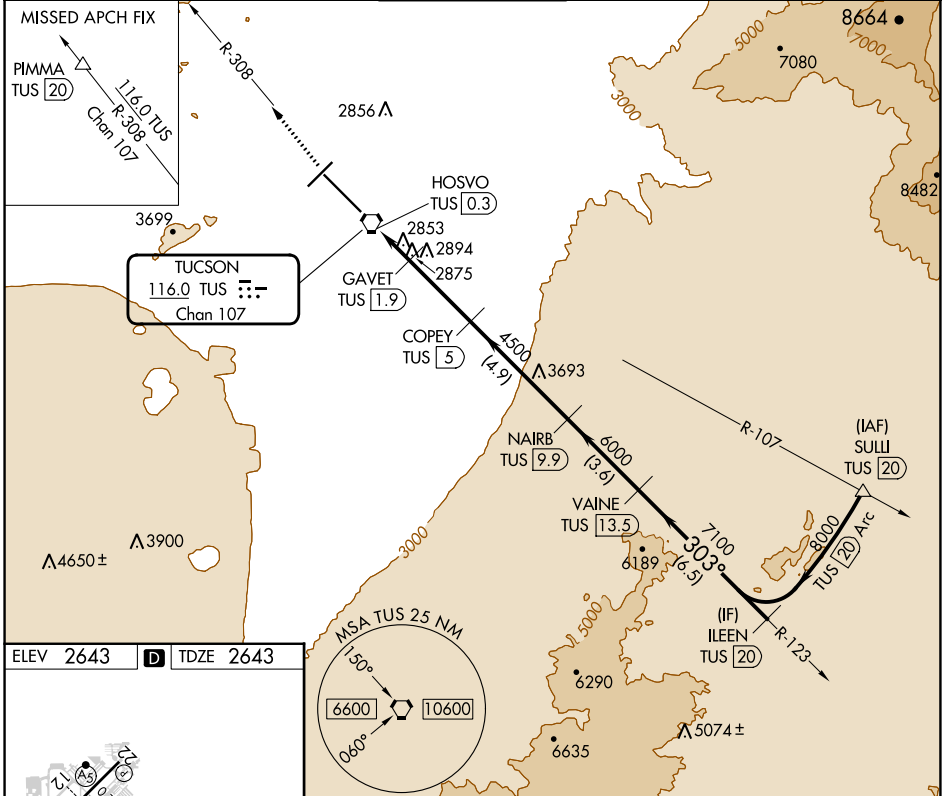 MISSED APCH FIX
PIMMA
TUS 20
116.0 TUS
R-308
Chan 107
R-308
8664
5000
7000
7080
3000
2856
8482
HOSVO
TUS 0.3
3699
2853
2894
2875
TUCSON
116.0 TUS
Chan 107
GAVET
TUS 1.9
COPEY
TUS 5
4500
(4.9)
3693
R-107
(IAF)
SULLI
TUS 20
NAIRB
TUS 9.9
6000
(3.6)
VAINE
TUS 13.5
7100
303°
(6.5)
8000
TUS 20 Arc
3000
3900
4650±
6189
5000
(IF)
ILEEN
TUS 20
R-123
MSA TUS 25 NM
150°
6600
10600
060°
6290
5074±
6635
ELEV 2643
D
TDZE 2643
22
A5
P
12